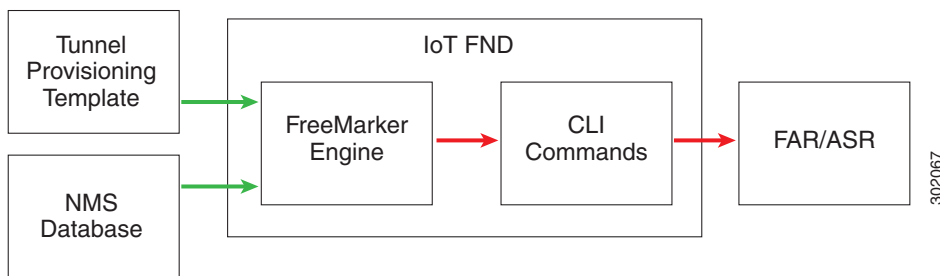 Tunnel
Provisioning
Template
NMS
Database
IoT FND
FreeMarker
Engine
CLI
Commands
FAR/ASR
302067